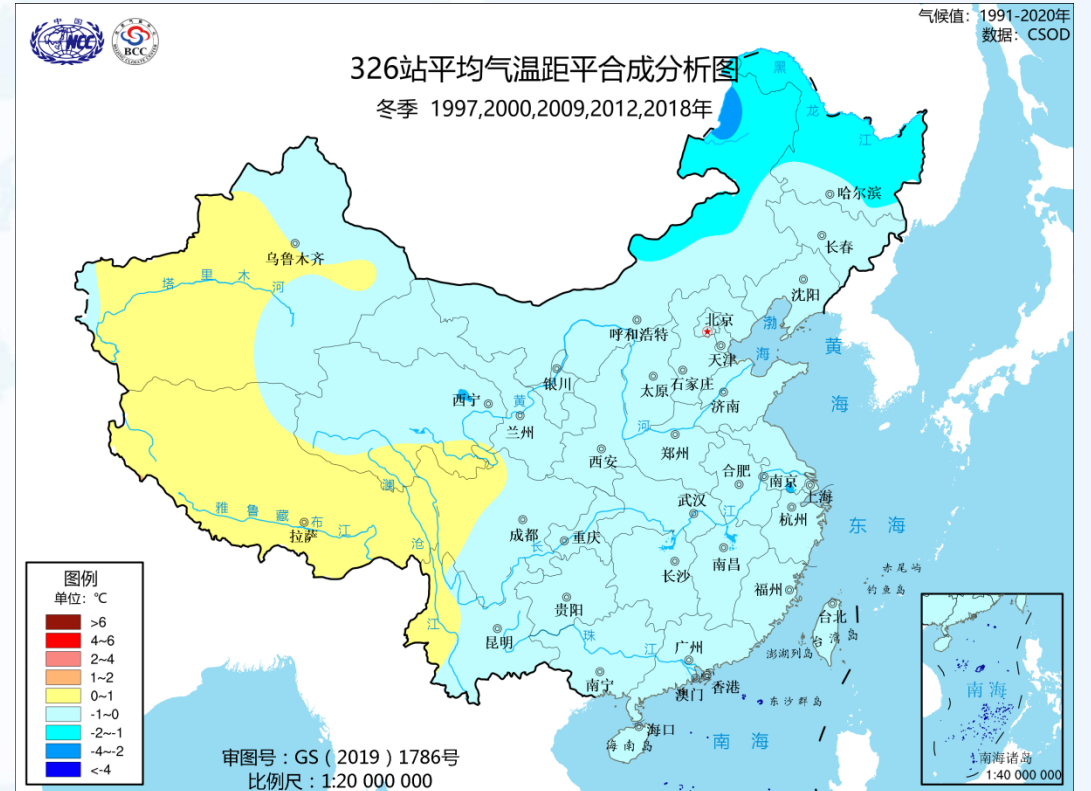 气候值：1991-2020年
数据：CSOD
中国
NCC
BCC
326站平均气温距平合成分析图
冬季 1997,2000,2009,2012,2018年
黑
龙
江
哈尔滨
长春
沈阳
乌鲁木齐
塔里木河
呼和浩特
北京
天津
渤海
黄海
银川
太原
石家庄
济南
西宁
黄
兰州
河
西安
郑州
合肥
南京
上海
武汉
江
杭州
东海
雅鲁藏布江
拉萨
澜
沧
江
成都
长
重庆
长沙
南昌
赤尾屿
钓鱼岛
福州
贵阳
昆明
珠
江
台北
台湾岛
澎湖列岛
广州
香港
澳门
南宁
东沙群岛
海口
海南岛
南海
图例
单位：℃
>6
4~6
2~4
1~2
0~1
-1~0
-2~-1
-4~-2
<-4
南海
南海诸岛
1:40 000 000
审图号：GS（2019）1786号
比例尺：1:20 000 000